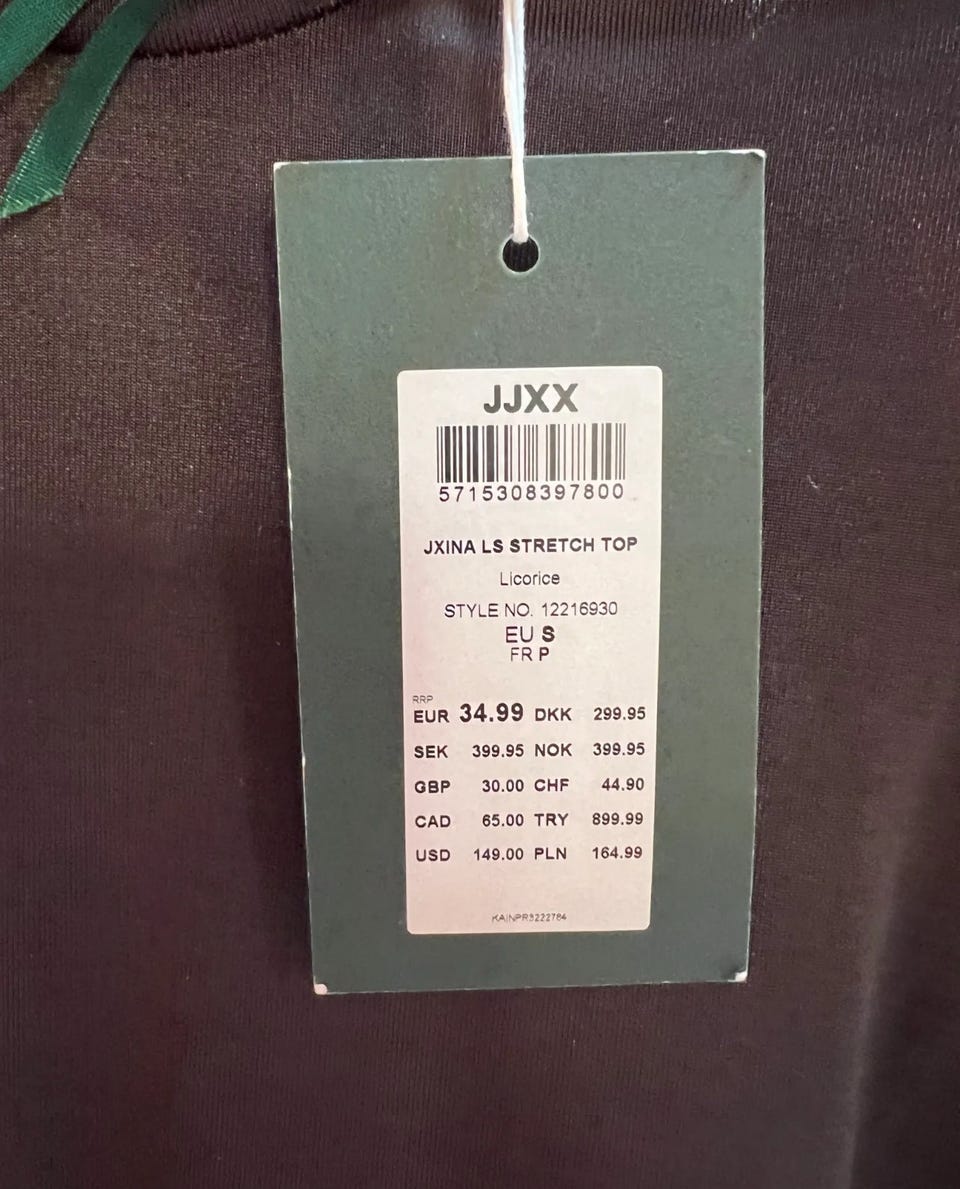 JJXX
5715308397800
JXINA LS STRETCH TOP
Licorice
STYLE NO. 12216930
EU S
FR P
RRP
EUR 34.99 DKK 299.95
SEK 399.95 NOK 399.95
GBP 30.00 CHF 44.90
CAD 65.00 TRY 899.99
USD 149.00 PLN 164.99
KAINPR3222784